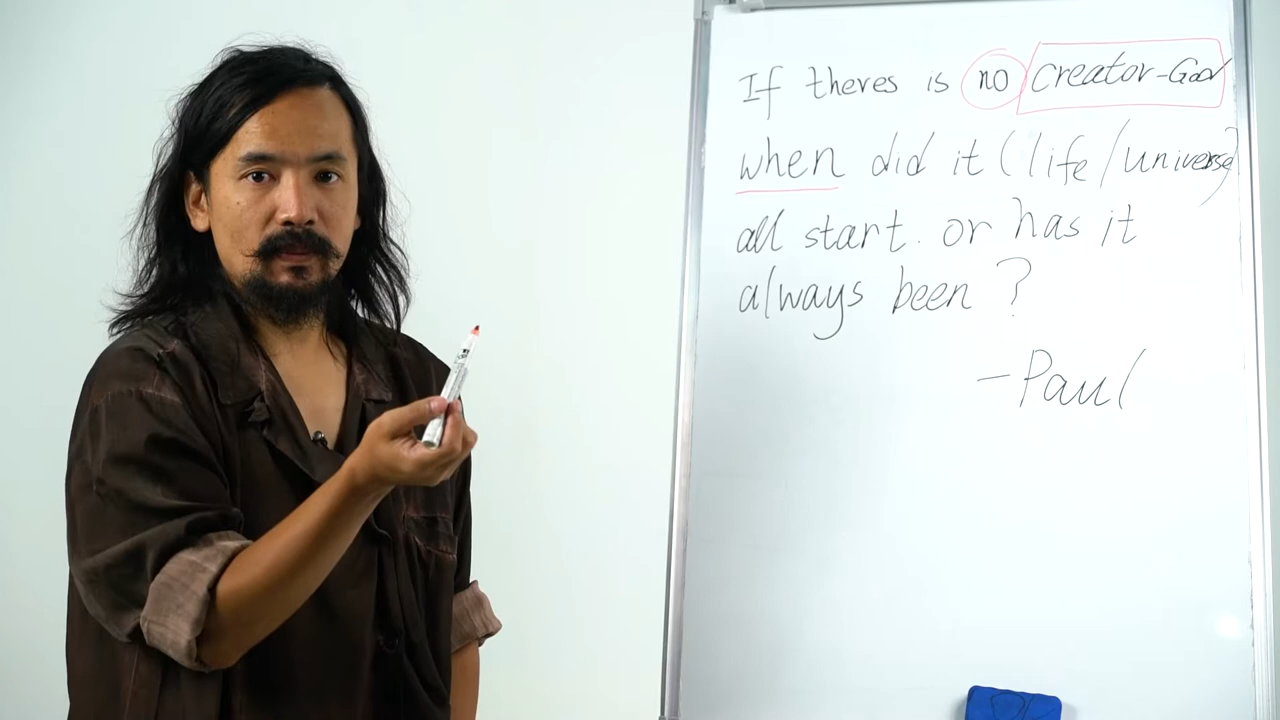 If theres is no Creator-God
when did it (life/universe)
all start. or has it
always been ?
-Paul